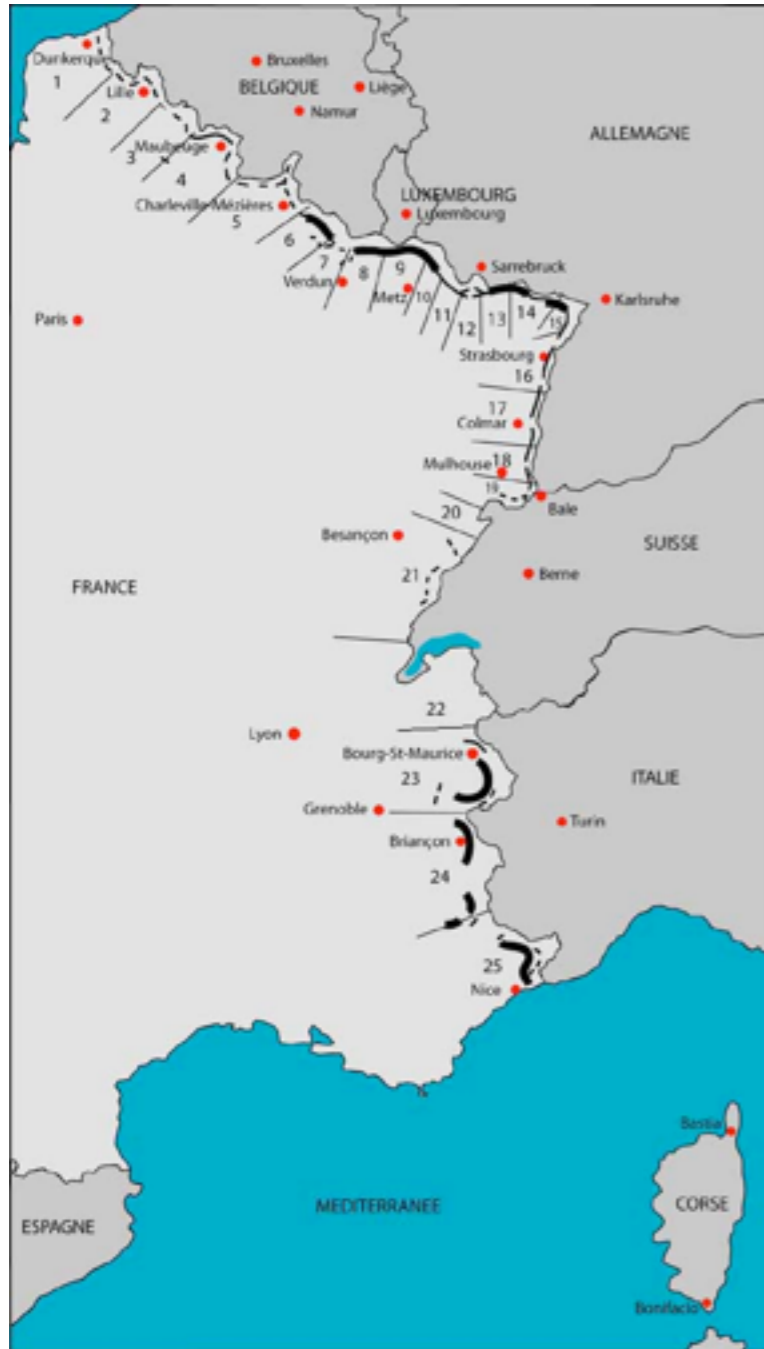 Dunkerque
Bruxelles
1
BELGIQUE
Liège
Lille
2
Namur
ALLEMAGNE
3
Maubeuge
4
LUXEMBOURG
Charleville-Mézières
Luxembourg
5
6
7
8
9
Sarrebruck
Verdun
Metz
10
Karlsruhe
11
12
13
14
15
Paris
Strasbourg
16
17
Colmar
18
Mulhouse
19
Bale
20
Besançon
SUISSE
21
Berne
FRANCE
22
Lyon
Bourg-St-Maurice
23
ITALIE
Grenoble
Turin
Briançon
24
25
Nice
Bastia
MEDITERRANEE
CORSE
ESPAGNE
Bonifacio